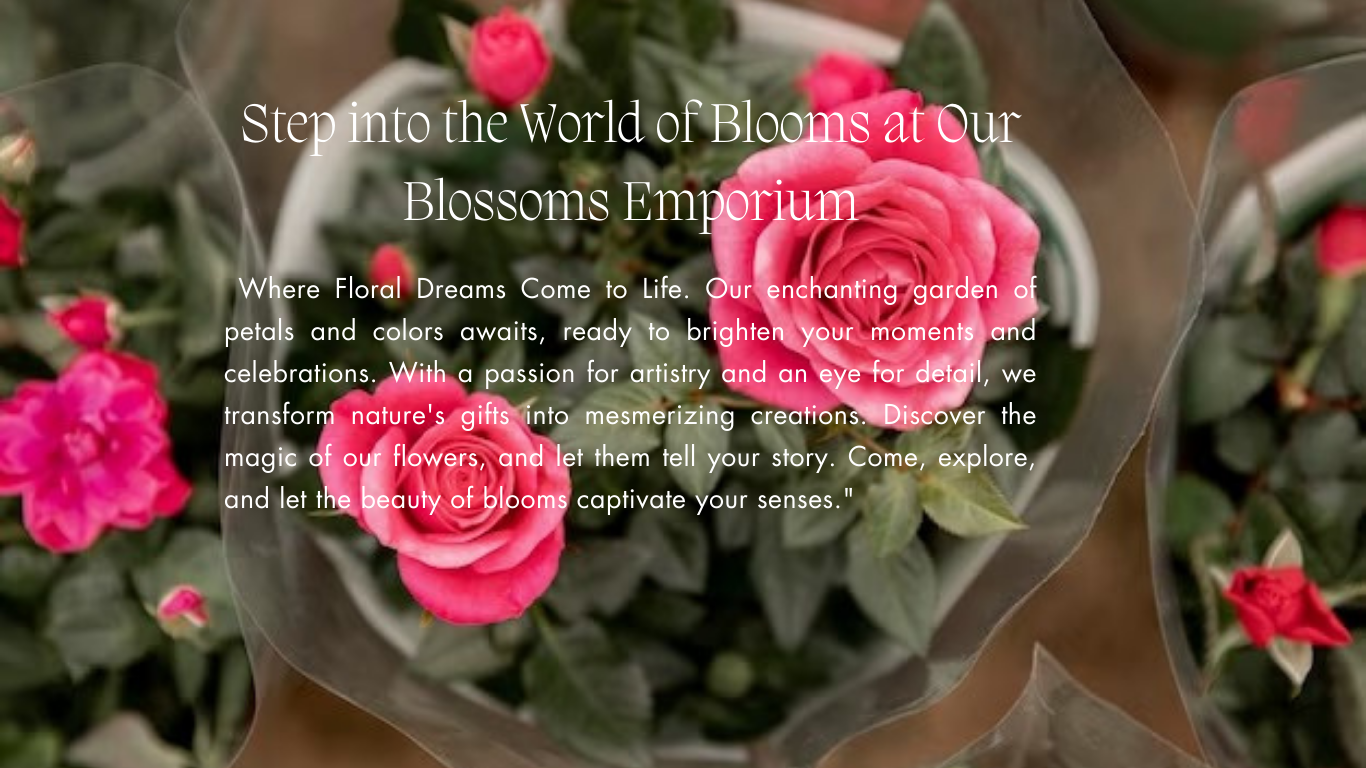 Step into the World of Blooms at Our
Blossoms Emporium
Where Floral Dreams Come to Life. Our enchanting garden of
petals and colors awaits, ready to brighten your moments and
celebrations. With a passion for artistry and an eye for detail, we
transform nature's gifts into mesmerizing creations. Discover the
magic of our flowers, and let them tell your story. Come, explore,
and let the beauty of blooms captivate your senses."